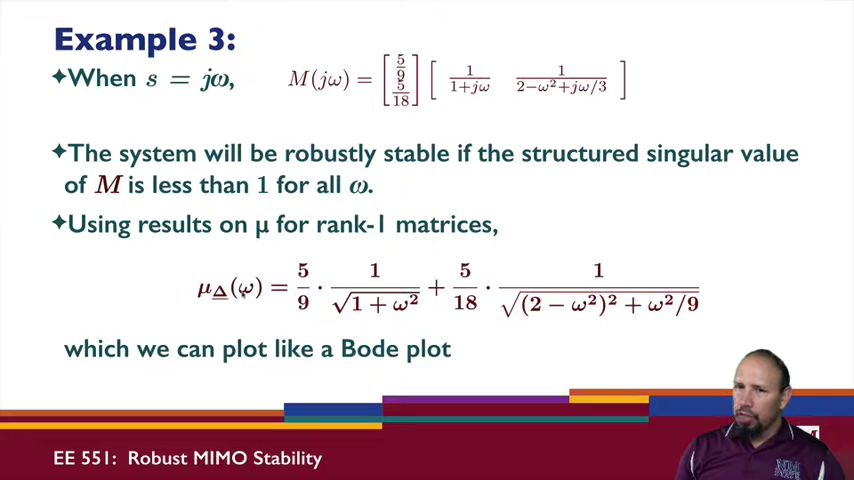 Example 3:
✦When s = jω, M(jω) = [ 5/9 5/18 ] [ 1/(1+jω) 1/(2−ω²+jω/3) ]
✦The system will be robustly stable if the structured singular value
of M is less than 1 for all ω.
✦Using results on μ for rank-1 matrices,
μ_Δ(ω) = 5/9 · 1/√(1 + ω²) + 5/18 · 1/√((2 − ω²)² + ω²/9)
which we can plot like a Bode plot
EE 551: Robust MIMO Stability